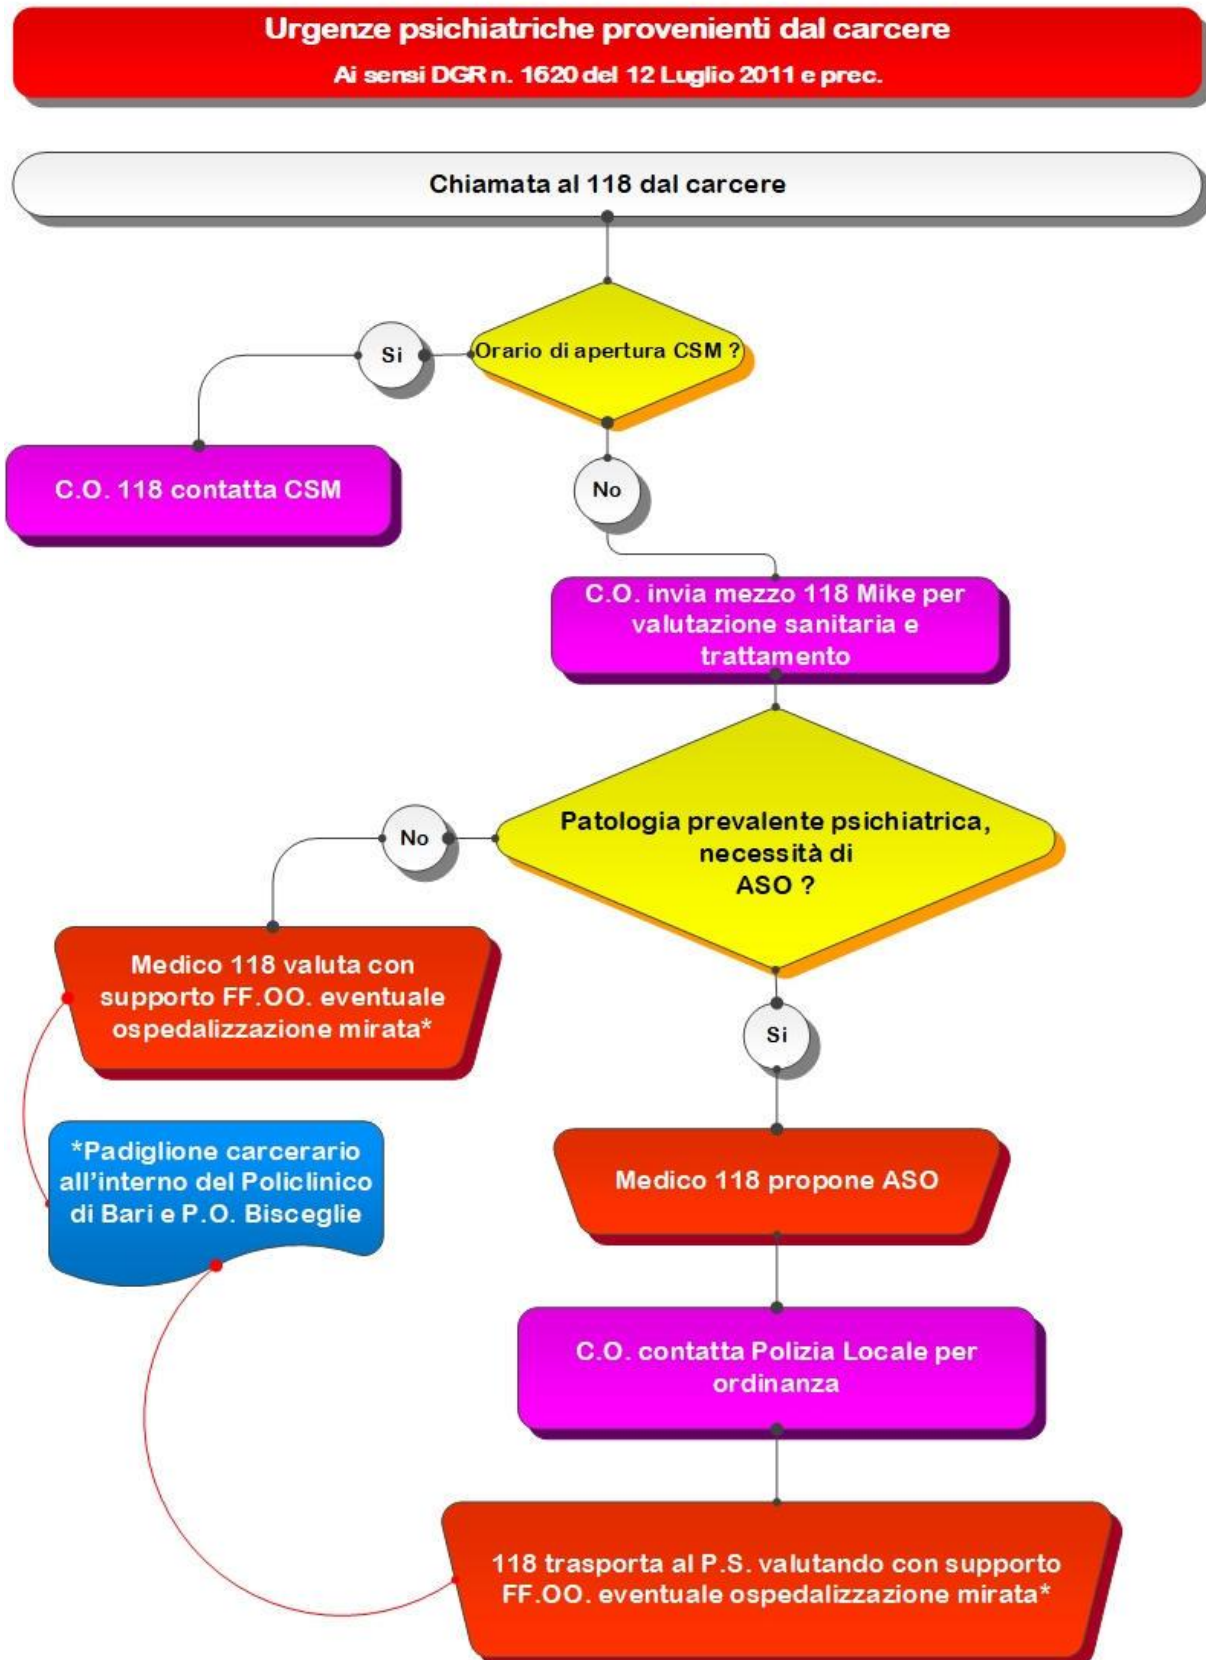 Urgenze psichiatriche provenienti dal carcere
Ai sensi DGR n. 1620 del 12 Luglio 2011 e prec.
Chiamata al 118 dal carcere
Orario di apertura CSM ?
Si
C.O. 118 contatta CSM
No
C.O. invia mezzo 118 Mike per
valutazione sanitaria e
trattamento
Patologia prevalente psichiatrica,
necessità di
ASO ?
No
Medico 118 valuta con
supporto FF.OO. eventuale
ospedalizzazione mirata*
Si
*Padiglione carcerario
all'interno del Policlinico
di Bari e P.O. Bisceglie
Medico 118 propone ASO
C.O. contatta Polizia Locale per
ordinanza
118 trasporta al P.S. valutando con supporto
FF.OO. eventuale ospedalizzazione mirata*